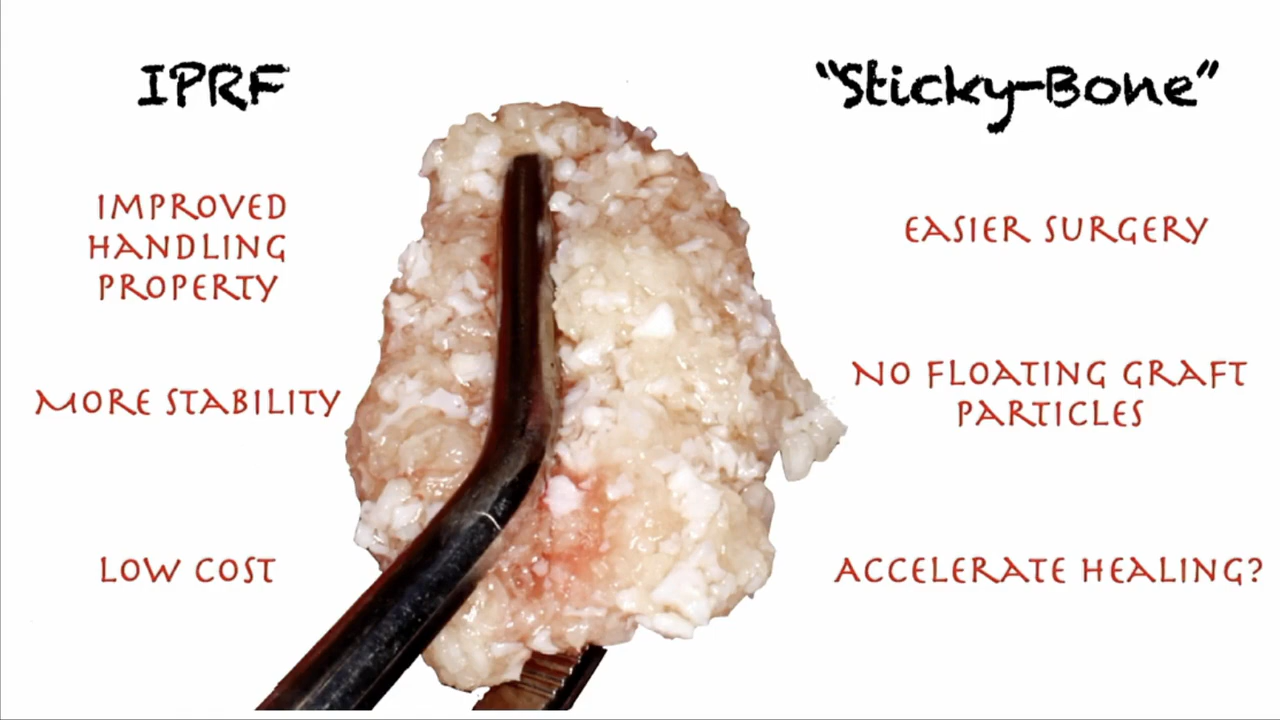 IPRF
"Sticky-Bone"
IMPROVED
HANDLING
PROPERTY
EASIER SURGERY
MORE STABILITY
NO FLOATING GRAFT
PARTICLES
LOW COST
ACCELERATE HEALING?